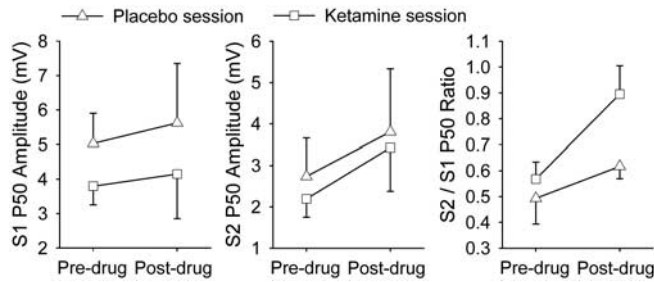 Placebo session
Ketamine session
S1 P50 Amplitude (mV)
8
7
6
5
4
3
2
Pre-drug Post-drug
S2 P50 Amplitude (mV)
6
5
4
3
2
1
Pre-drug Post-drug
S2 / S1 P50 Ratio
1.1
1.0
0.9
0.8
0.7
0.6
0.5
0.4
0.3
Pre-drug Post-drug